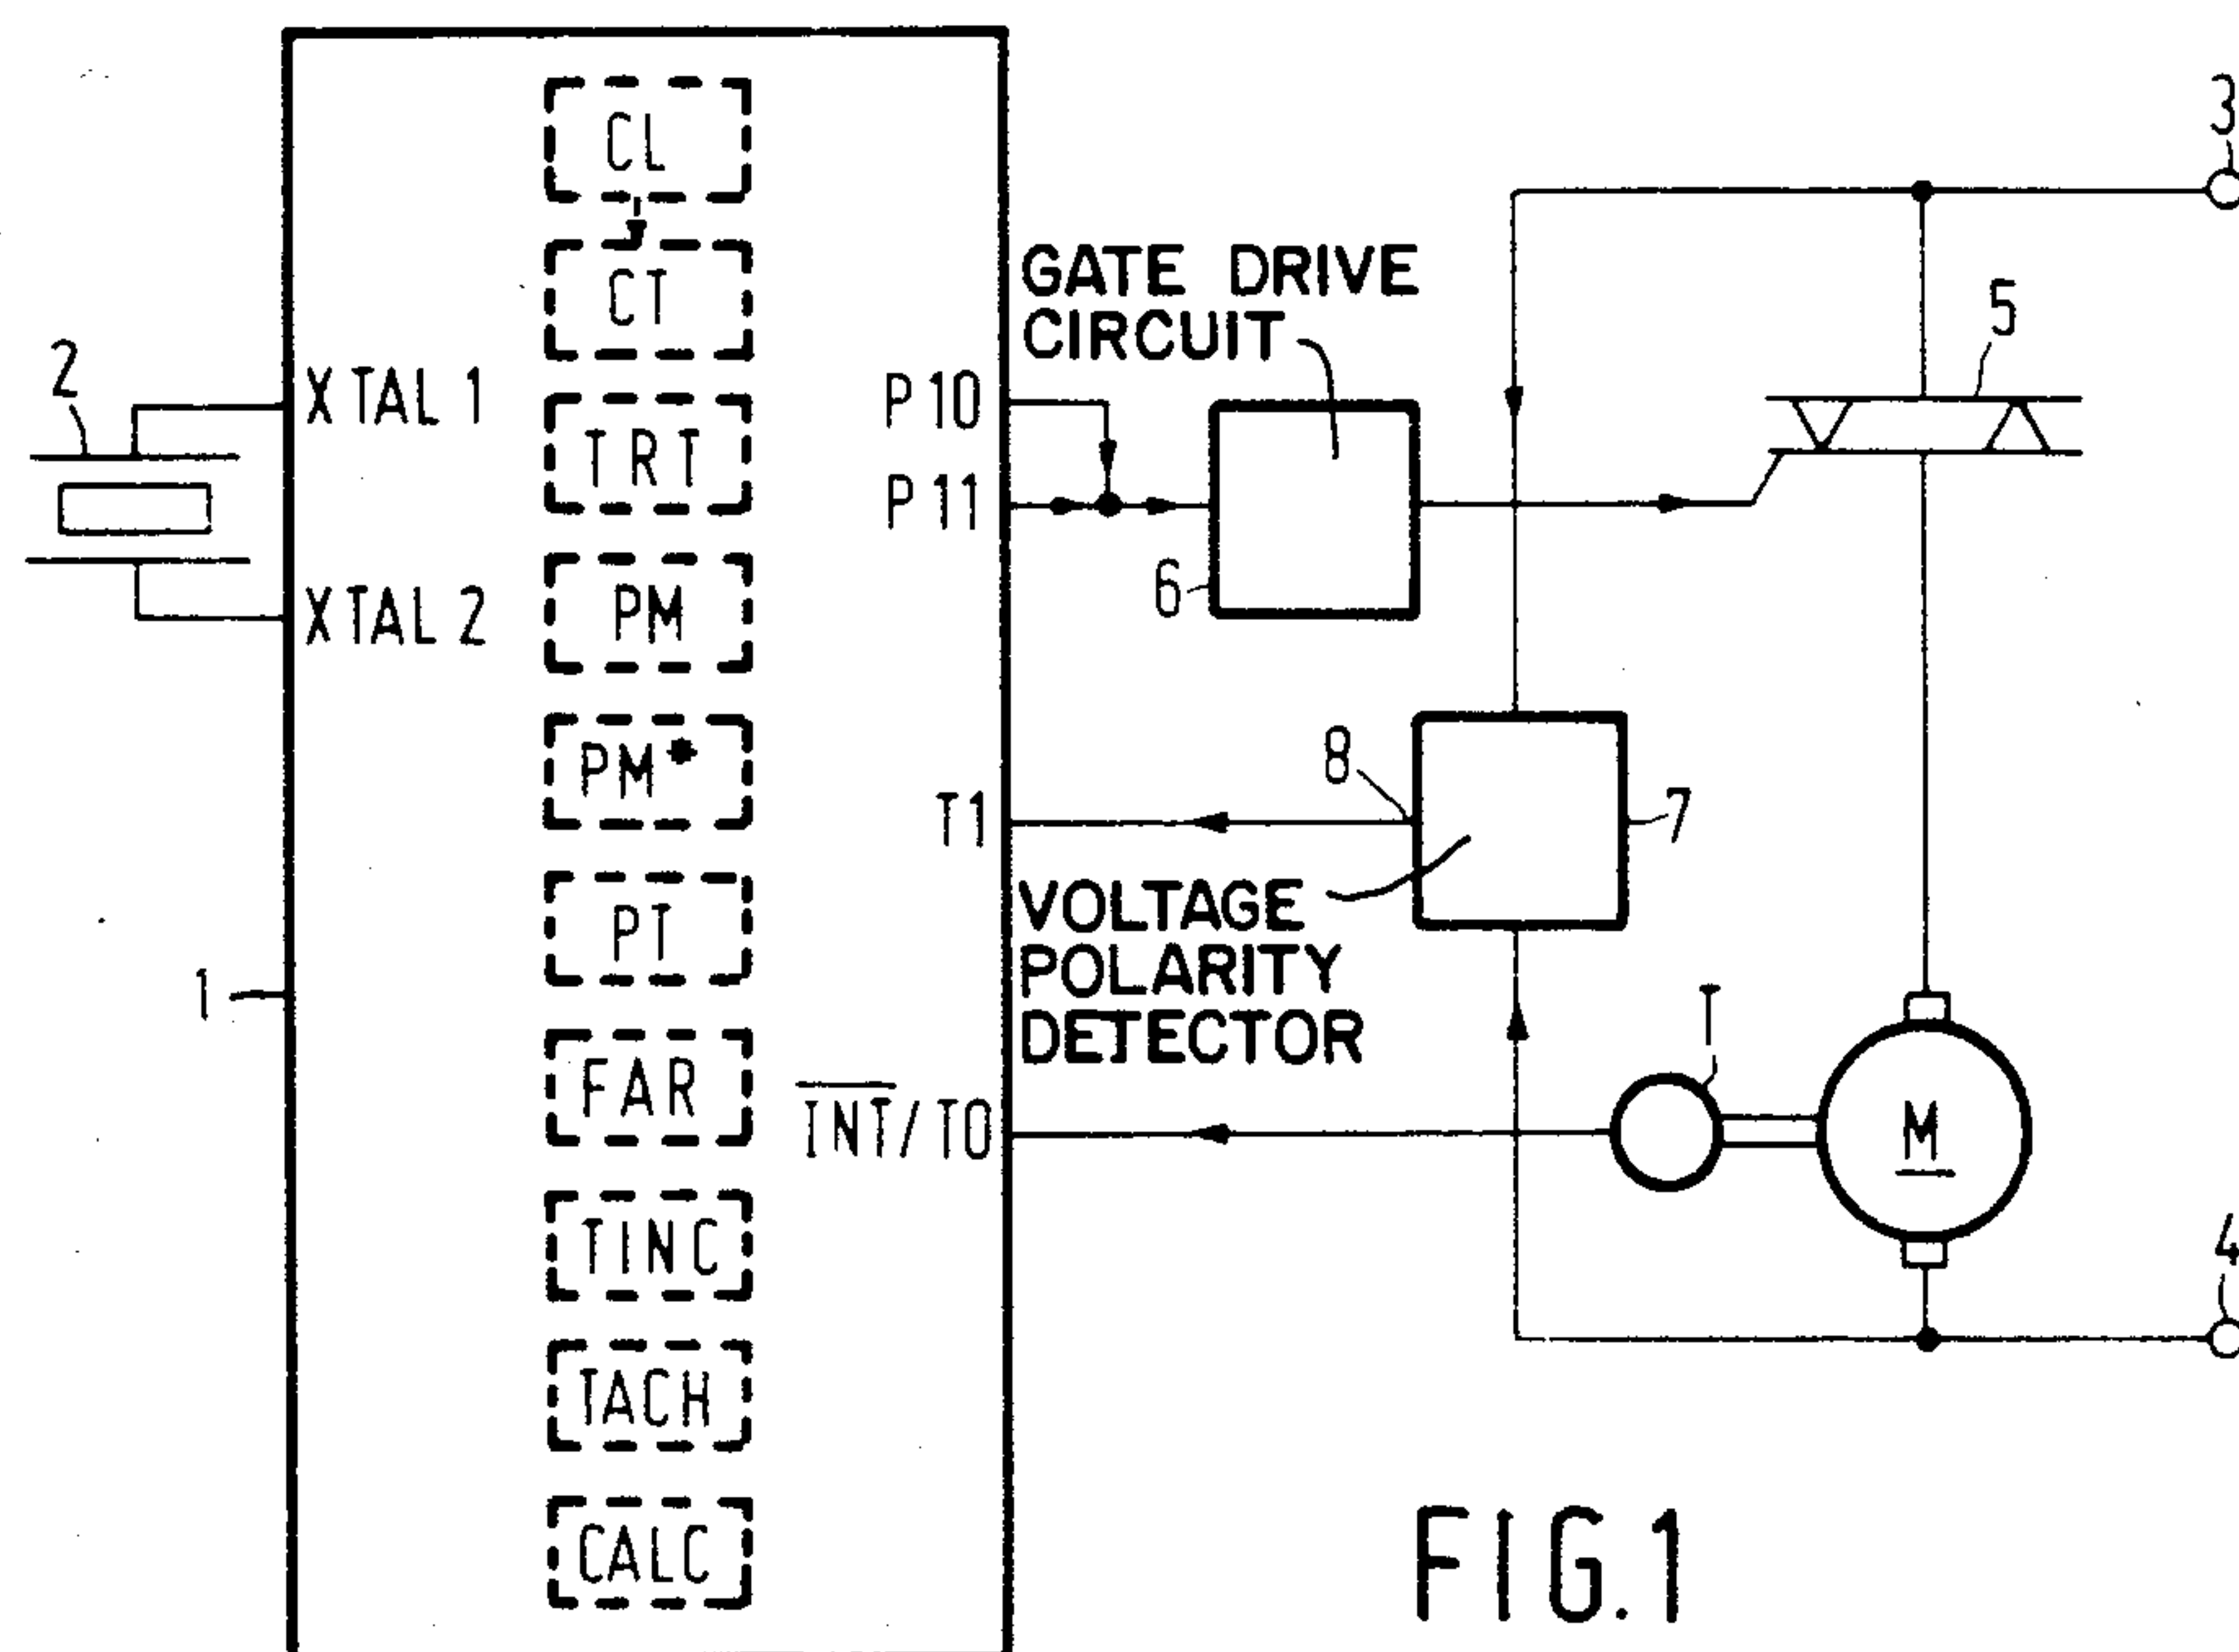 CL
CT
TRT
PM
PM*
PT
FAR
TINC
TACH
CALC
2
XTAL 1
XTAL 2
1
P10
P11
T1
INT/T0
GATE DRIVE
CIRCUIT
6
8
7
VOLTAGE
POLARITY
DETECTOR
3
5
T
M
4
FIG.1